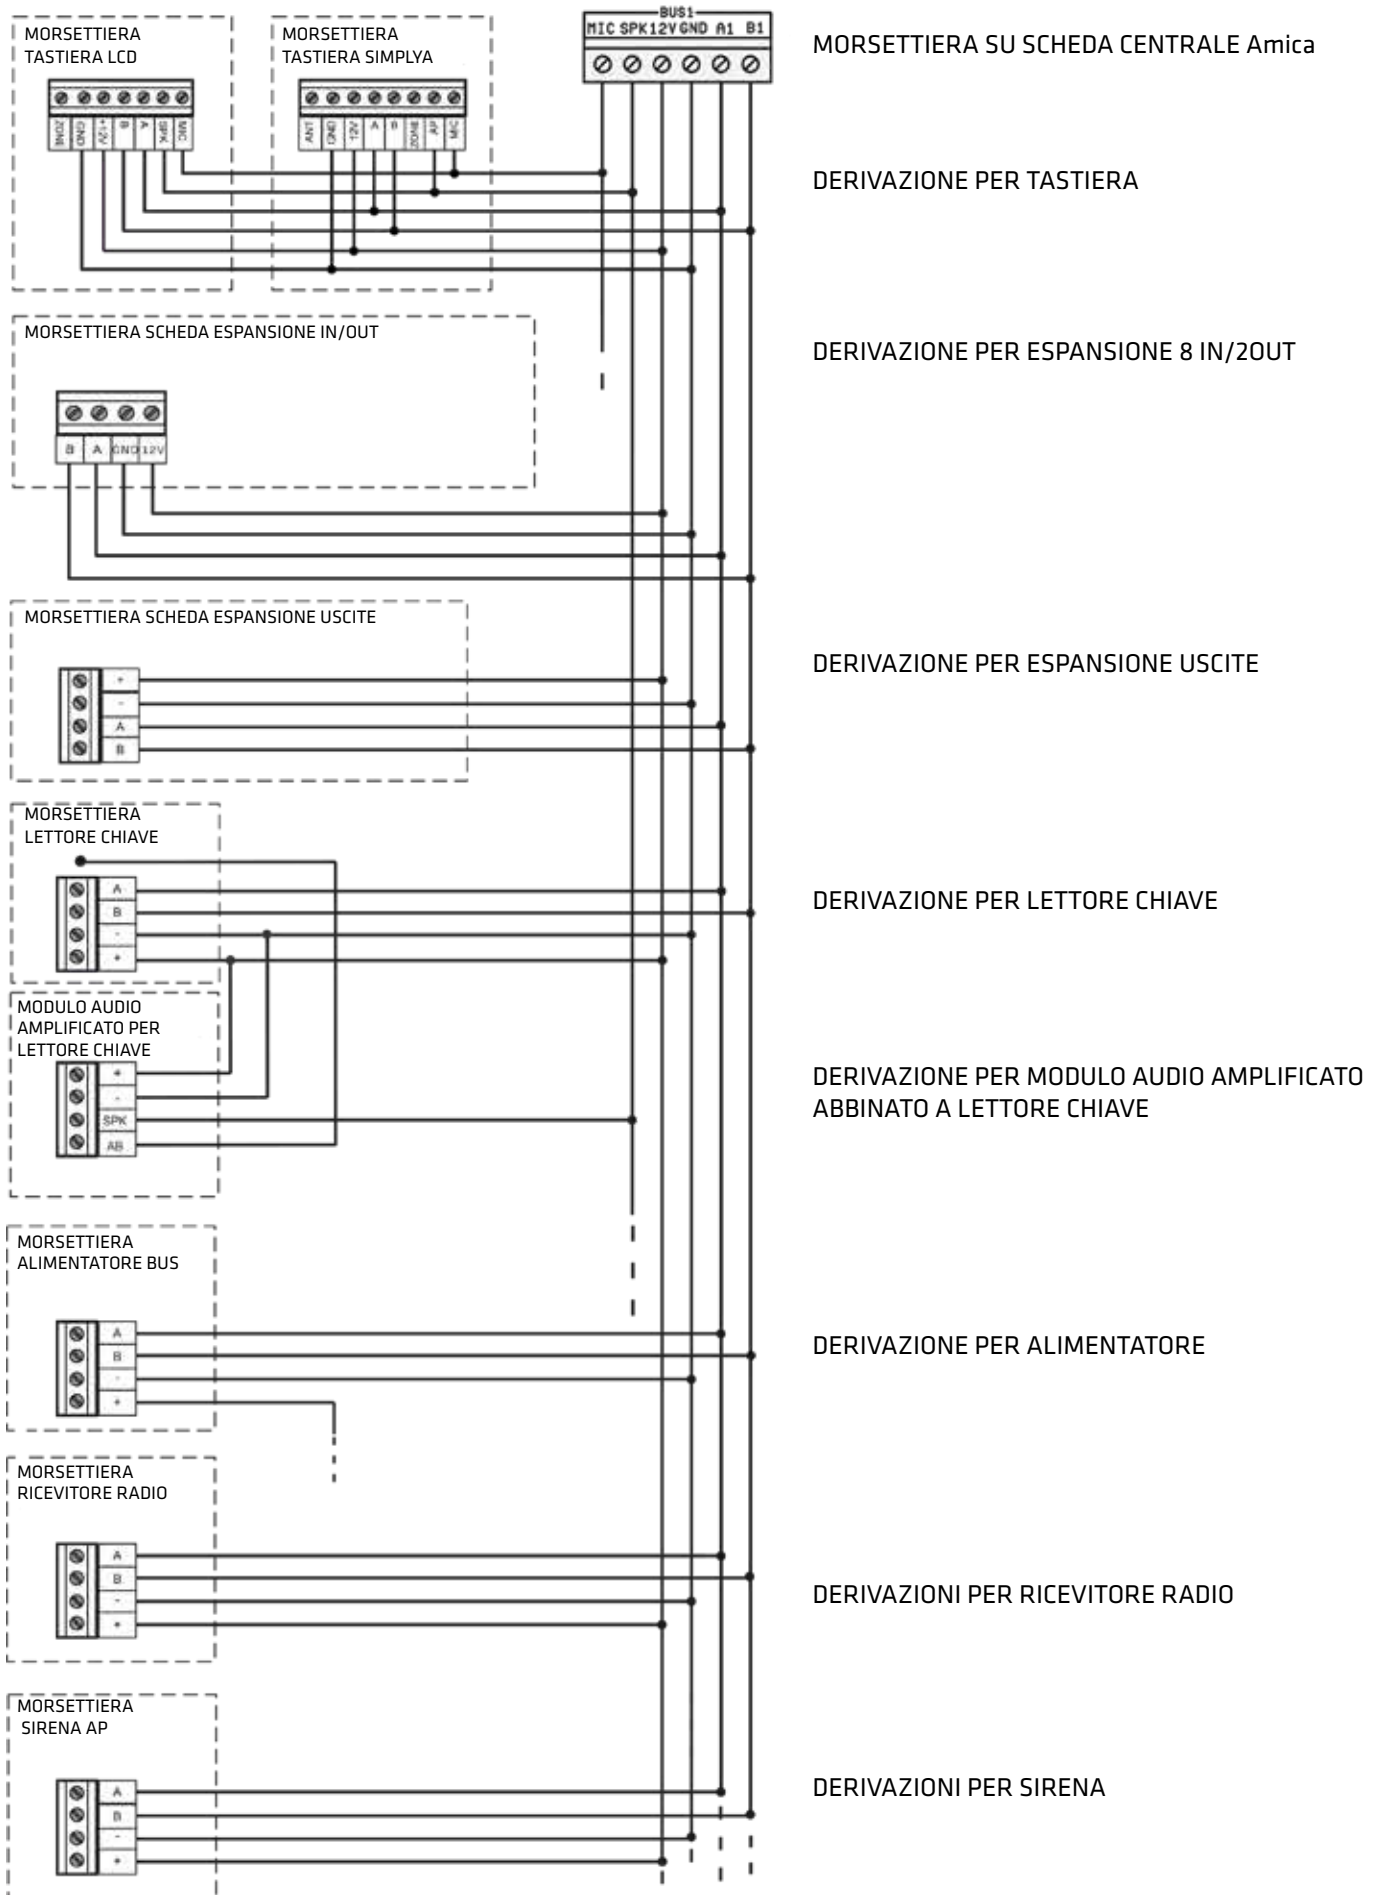 BUS1
MIC SPK 12V GND A1 B1
MORSETTIERA SU SCHEDA CENTRALE Amica
MORSETTIERA
TASTIERA LCD
ZONE GND +12V B A SPK MIC
MORSETTIERA
TASTIERA SIMPLYA
ANT GND 12V A B ZONE AP MIC
DERIVAZIONE PER TASTIERA
MORSETTIERA SCHEDA ESPANSIONE IN/OUT
B A GND 12V
DERIVAZIONE PER ESPANSIONE 8 IN/2OUT
MORSETTIERA SCHEDA ESPANSIONE USCITE
+
-
A
B
DERIVAZIONE PER ESPANSIONE USCITE
MORSETTIERA
LETTORE CHIAVE
A
B
-
+
DERIVAZIONE PER LETTORE CHIAVE
MODULO AUDIO
AMPLIFICATO PER
LETTORE CHIAVE
+
-
SPK
AB
DERIVAZIONE PER MODULO AUDIO AMPLIFICATO
ABBINATO A LETTORE CHIAVE
MORSETTIERA
ALIMENTATORE BUS
A
B
-
+
DERIVAZIONE PER ALIMENTATORE
MORSETTIERA
RICEVITORE RADIO
A
B
-
+
DERIVAZIONI PER RICEVITORE RADIO
MORSETTIERA
SIRENA AP
A
B
-
+
DERIVAZIONI PER SIRENA